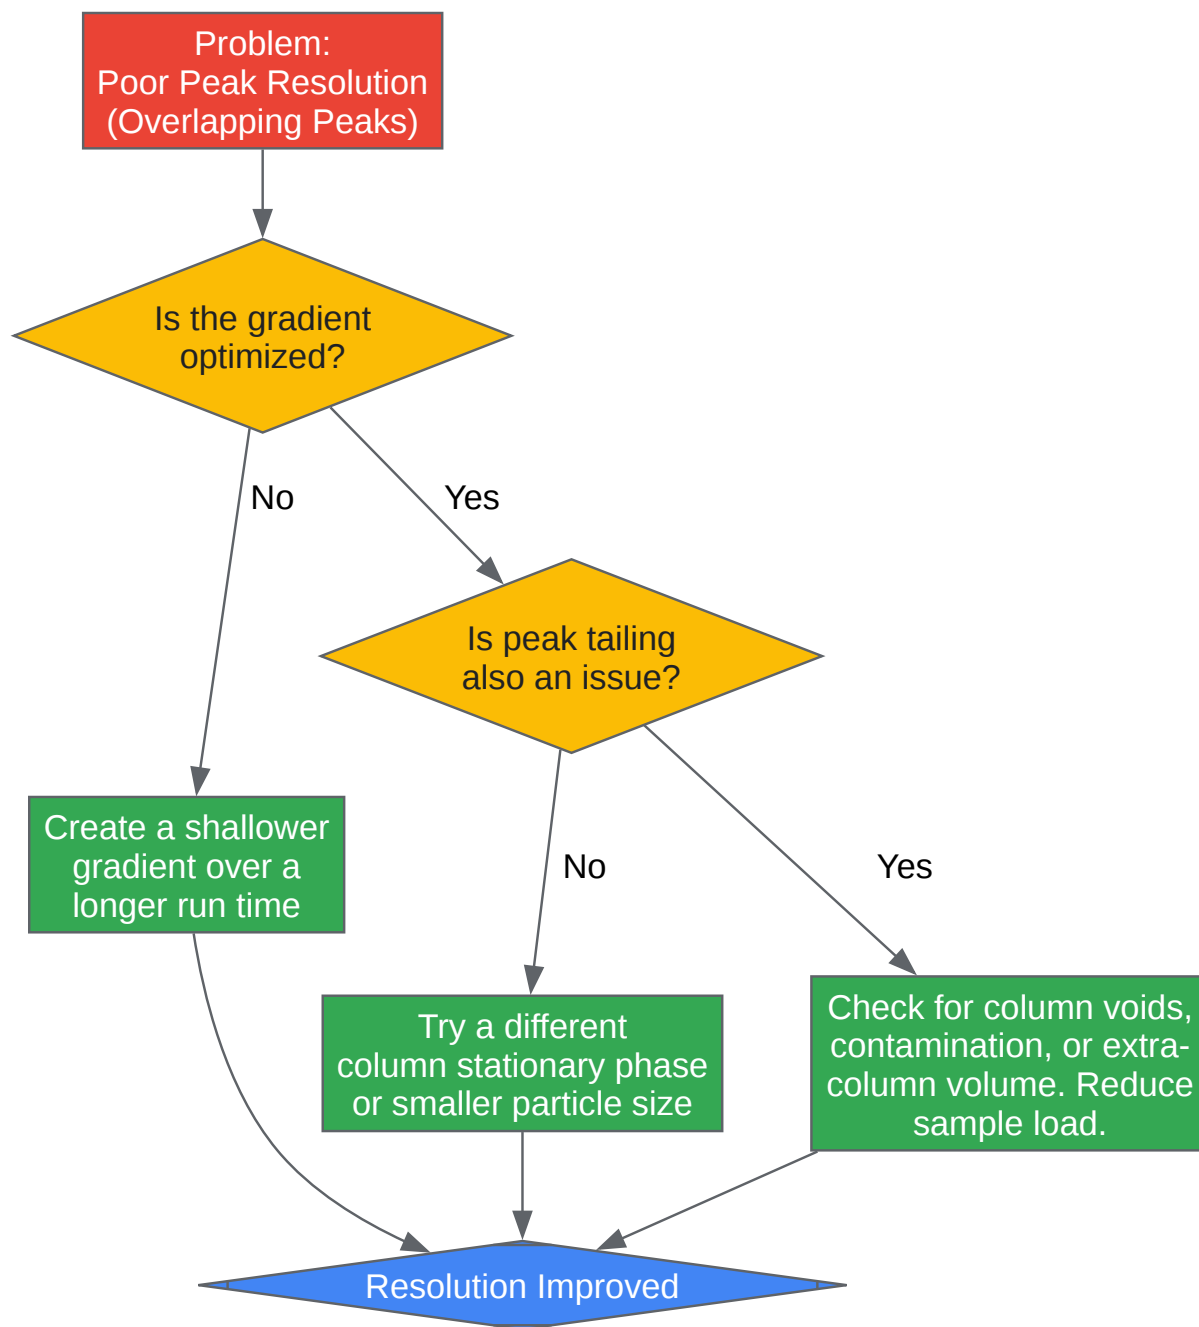 Problem:
Poor Peak Resolution
(Overlapping Peaks)
Is the gradient
optimized?
No
Yes
Is peak tailing
also an issue?
Create a shallower
gradient over a
longer run time
No
Yes
Try a different
column stationary phase
or smaller particle size
Check for column voids,
contamination, or extra-
column volume. Reduce
sample load.
Resolution Improved